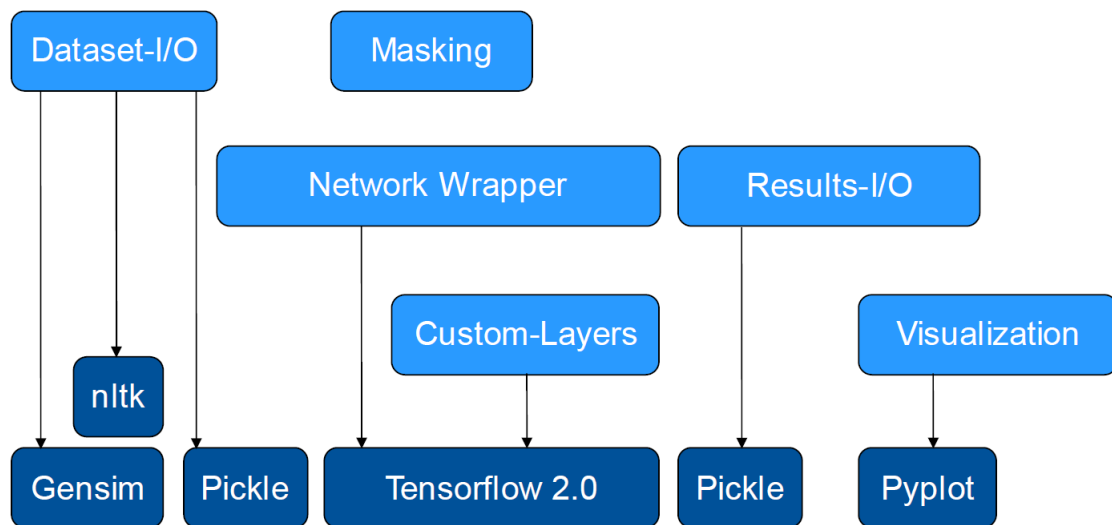 Dataset-I/O
Masking
Network Wrapper
Results-I/O
Custom-Layers
Visualization
nltk
Gensim
Pickle
Tensorflow 2.0
Pickle
Pyplot